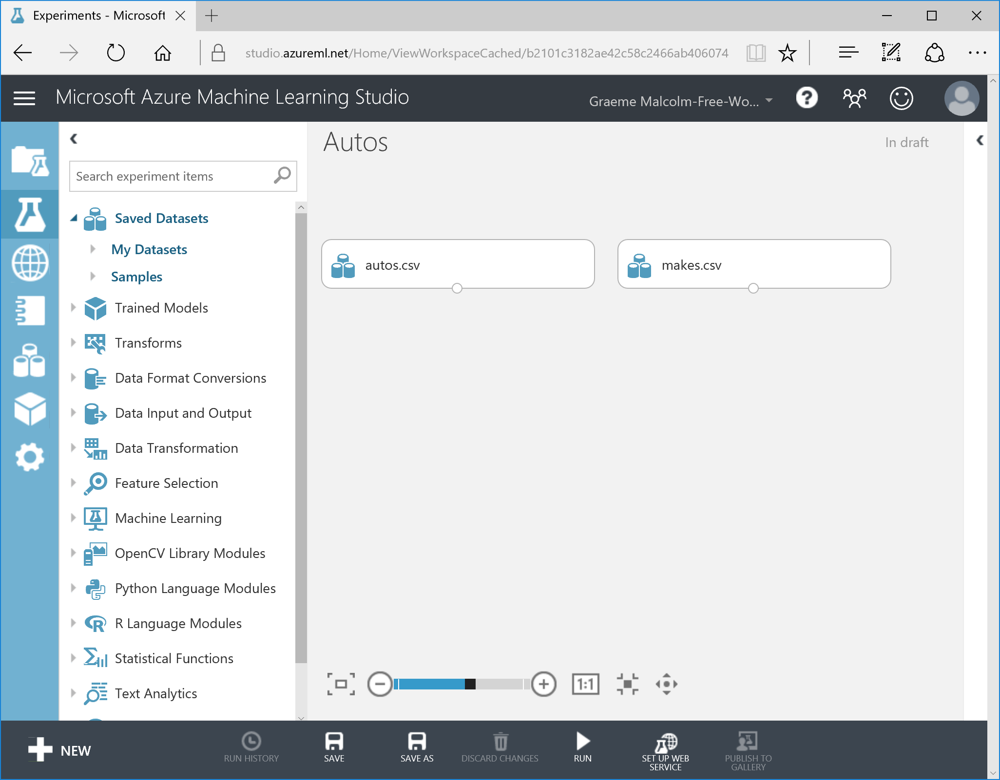 Experiments - Microsoft
studio.azureml.net/Home/ViewWorkspaceCached/b2101c3182ae42c58c2466ab406074
Microsoft Azure Machine Learning Studio
Graeme Malcolm-Free-Wo...
?
Autos
In draft
Search experiment items
Saved Datasets
My Datasets
Samples
Trained Models
Transforms
Data Format Conversions
Data Input and Output
Data Transformation
Feature Selection
Machine Learning
OpenCV Library Modules
Python Language Modules
R Language Modules
Statistical Functions
Text Analytics
autos.csv
makes.csv
1:1
NEW
RUN HISTORY
SAVE
SAVE AS
DISCARD CHANGES
RUN
SET UP WEB
SERVICE
PUBLISH TO
GALLERY